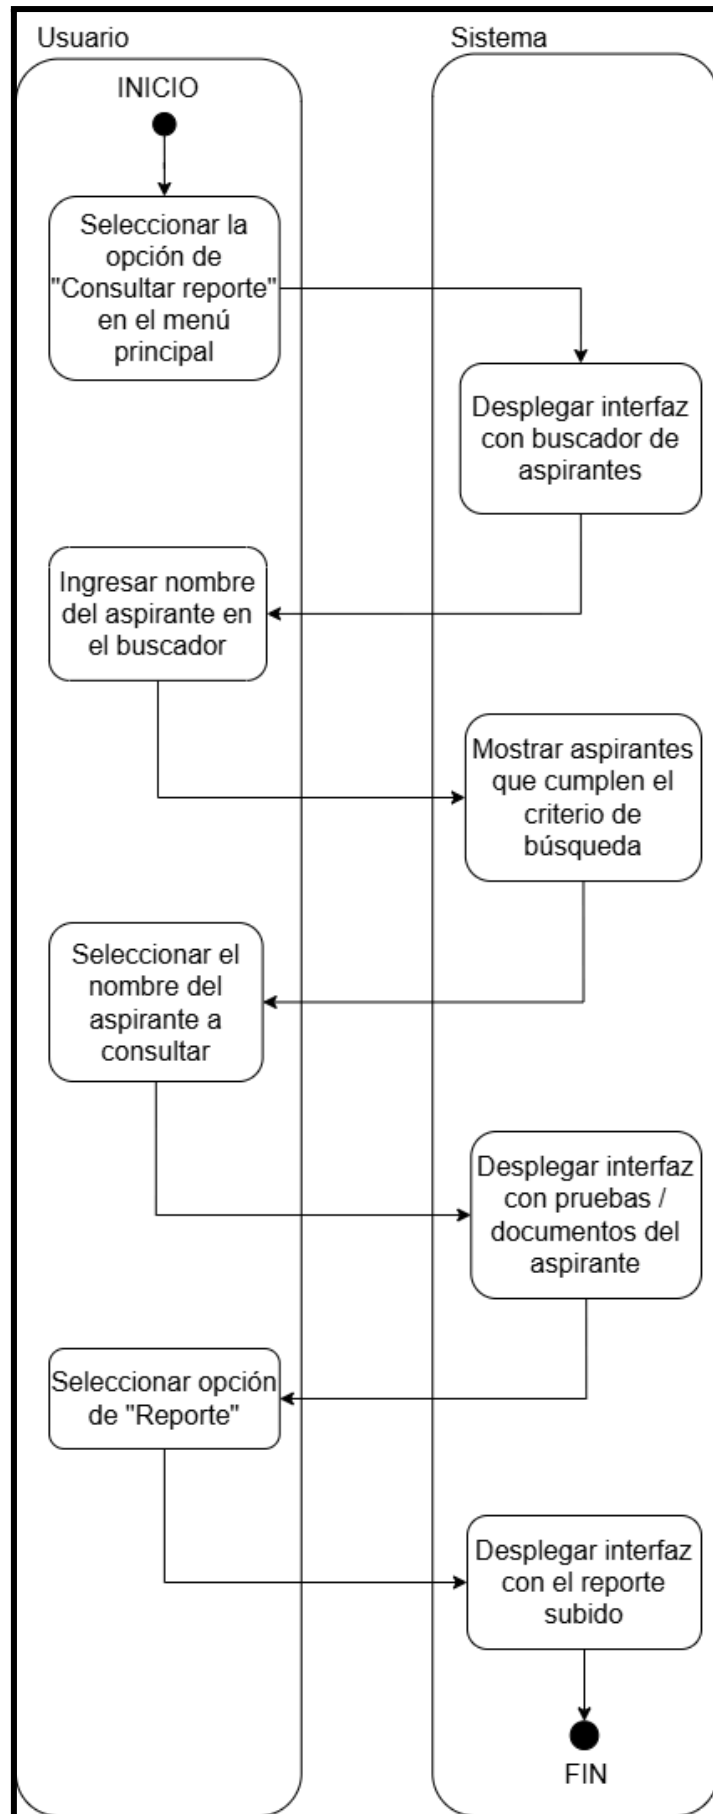 Usuario
Sistema
INICIO
Seleccionar la
opción de
"Consultar reporte"
en el menú
principal
Desplegar interfaz
con buscador de
aspirantes
Ingresar nombre
del aspirante en
el buscador
Mostrar aspirantes
que cumplen el
criterio de
búsqueda
Seleccionar el
nombre del
aspirante a
consultar
Desplegar interfaz
con pruebas /
documentos del
aspirante
Seleccionar opción
de "Reporte"
Desplegar interfaz
con el reporte
subido
FIN